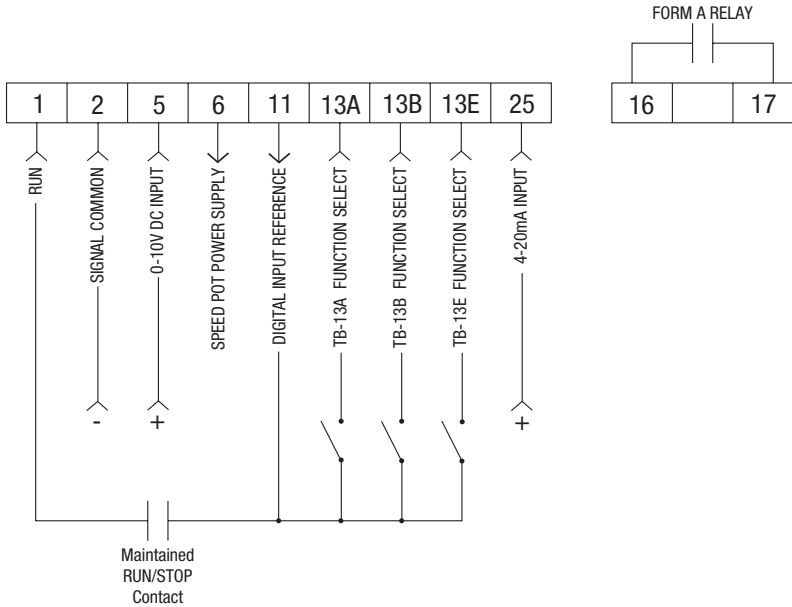 FORM A RELAY
1 2 5 6 11 13A 13B 13E 25 16 17
RUN
SIGNAL COMMON
0-10V DC INPUT
SPEED POT POWER SUPPLY
DIGITAL INPUT REFERENCE
TB-13A FUNCTION SELECT
TB-13B FUNCTION SELECT
TB-13E FUNCTION SELECT
4-20mA INPUT
- + +
Maintained
RUN/STOP
Contact